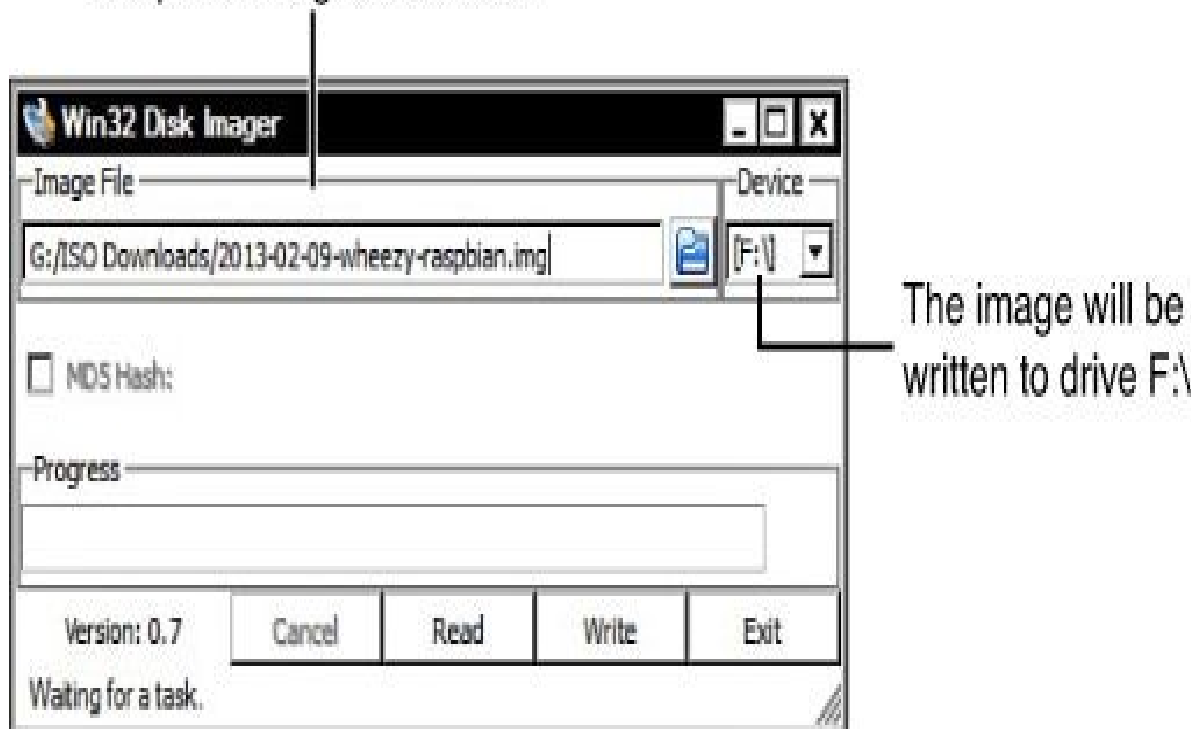 Win32 Disk Imager
Image File
Device
G:/ISO Downloads/2013-02-09-wheezy-raspbian.img
[F:\]
The image will be
written to drive F:\
MD5 Hash:
Progress
Version: 0.7
Cancel
Read
Write
Exit
Waiting for a task.